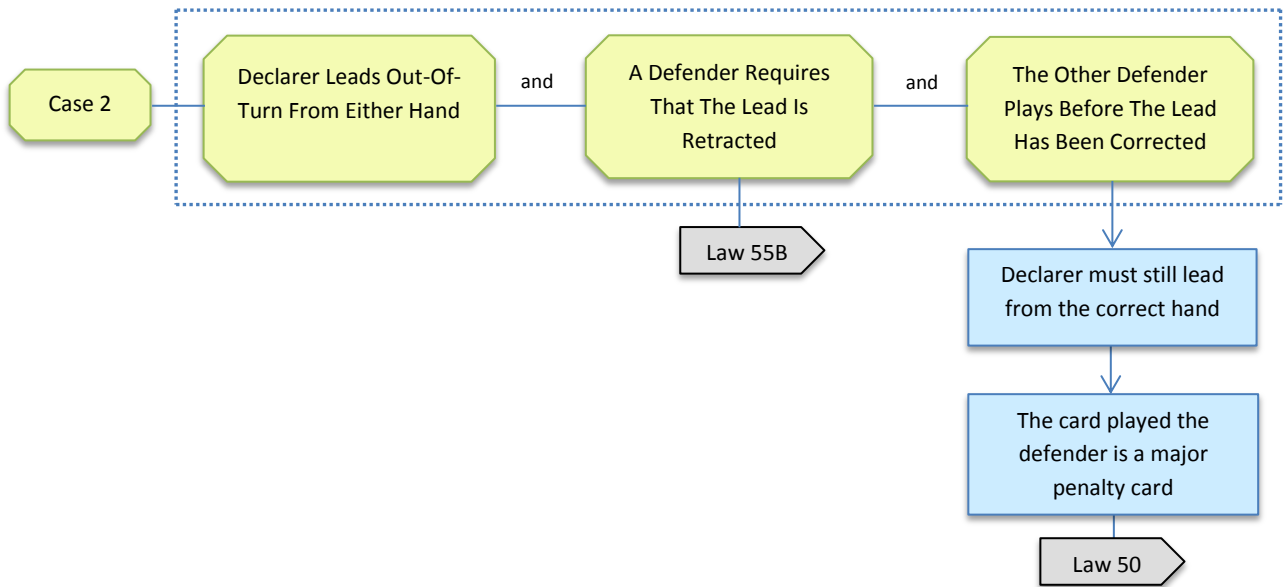 Case 2
Declarer Leads Out-Of-
Turn From Either Hand
and
A Defender Requires
That The Lead Is
Retracted
and
The Other Defender
Plays Before The Lead
Has Been Corrected
Law 55B
Declarer must still lead
from the correct hand
The card played the
defender is a major
penalty card
Law 50